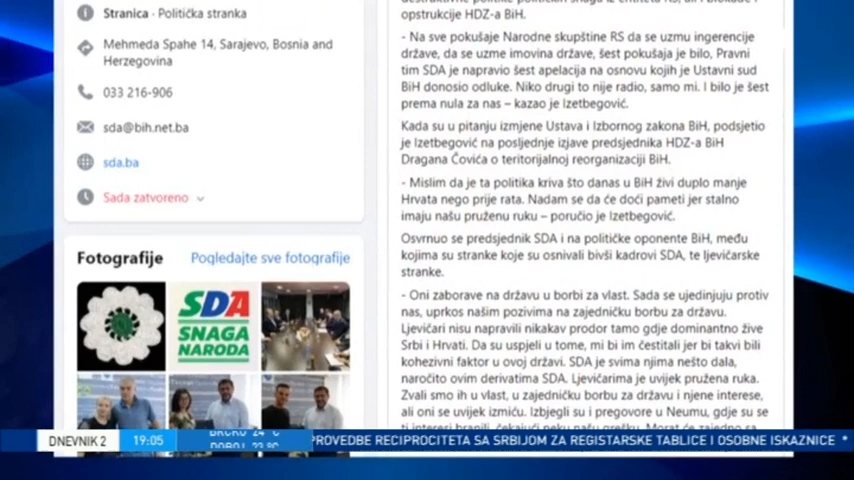 Stranica · Politička stranka
Mehmeda Spahe 14, Sarajevo, Bosnia and
Herzegovina
033 216-906
sda@bih.net.ba
sda.ba
Sada zatvoreno
Fotografije
Pogledajte sve fotografije
SDA
SNAGA
NARODA
opstrukcije HDZ-a BiH.
- Na sve pokušaje Narodne skupštine RS da se uzmu ingerencije
države, da se uzme imovina države, šest pokušaja je bilo, Pravni
tim SDA je napravio šest apelacija na osnovu kojih je Ustavni sud
BiH donosio odluke. Niko drugi to nije radio, samo mi. I bilo je šest
prema nula za nas – kazao je Izetbegović.
Kada su u pitanju izmjene Ustava i Izbornog zakona BiH, podsjetio
je Izetbegović na posljednje izjave predsjednika HDZ-a BiH
Dragana Čovića o teritorijalnoj reorganizaciji BiH.
- Mislim da je ta politika kriva što danas u BiH živi duplo manje
Hrvata nego prije rata. Nadam se da će doći pameti jer stalno
imaju našu pruženu ruku – poručio je Izetbegović.
Osvrnuo se predsjednik SDA i na političke oponente BiH, među
kojima su stranke koje su osnivali bivši kadrovi SDA, te ljevičarske
stranke.
- Oni zaborave na državu u borbi za vlast. Sada se ujedinjuju protiv
nas, uprkos našim pozivima na zajedničku borbu za državu.
Ljevičari nisu napravili nikakav prodor tamo gdje dominantno žive
Srbi i Hrvati. Da su uspjeli u tome, mi bi im čestitali jer bi takvi bili
kohezivni faktor u ovoj državi. SDA je svima njima nešto dala,
naročito ovim derivatima SDA. Ljevičarima je uvijek pružena ruka.
Zvali smo ih u vlast, u zajedničku borbu za državu i njene interese,
ali oni se uvijek izmiču. Izbjegli su i pregovore u Neumu, gdje su se
DNEVNIK 2
19:05
BRČKO 24 °C
DOBOJ 23 °C
PROVEDBE RECIPROCITETA SA SRBIJOM ZA REGISTARSKE TABLICE I OSOBNE ISKAZNICE *